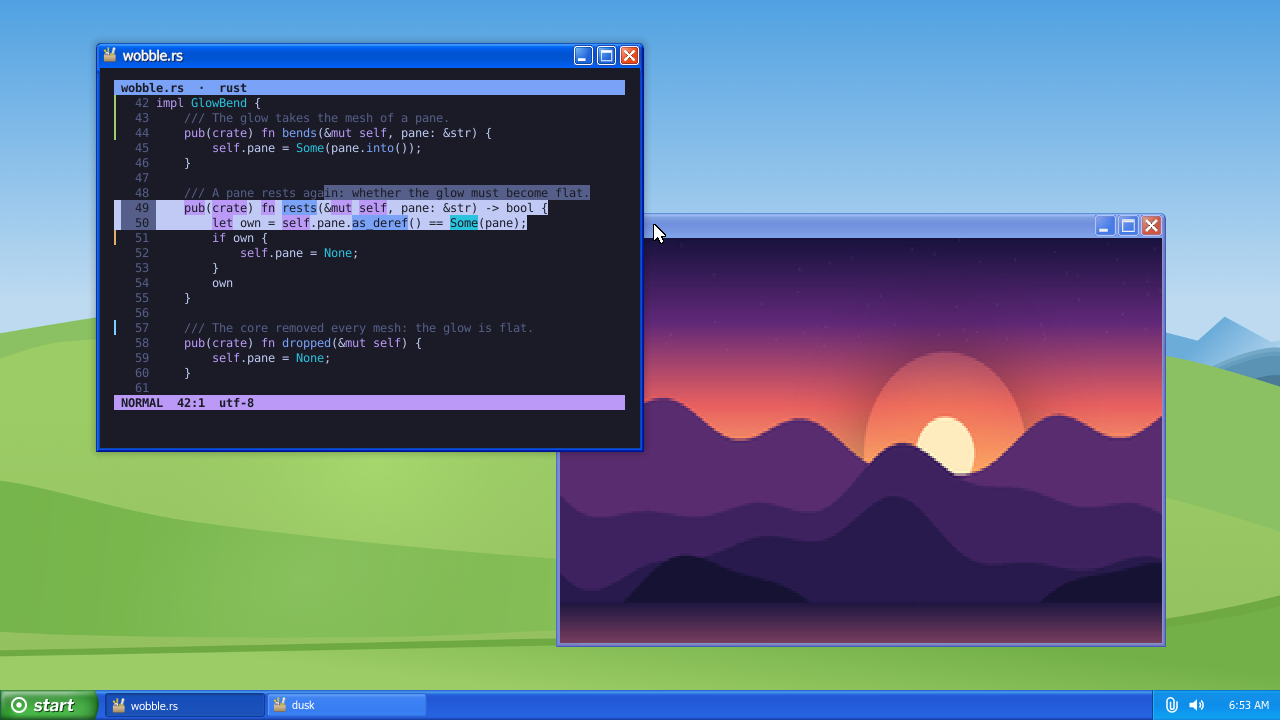 wobble.rs
wobble.rs · rust
42 impl GlowBend {
43     /// The glow takes the mesh of a pane.
44     pub(crate) fn bends(&mut self, pane: &str) {
45         self.pane = Some(pane.into());
46     }
47
48     /// A pane rests again: whether the glow must become flat.
49     pub(crate) fn rests(&mut self, pane: &str) -> bool {
50         let own = self.pane.as_deref() == Some(pane);
51         if own {
52             self.pane = None;
53         }
54         own
55     }
56
57     /// The core removed every mesh: the glow is flat.
58     pub(crate) fn dropped(&mut self) {
59         self.pane = None;
60     }
61
NORMAL 42:1 utf-8
start wobble.rs dusk 6:53 AM